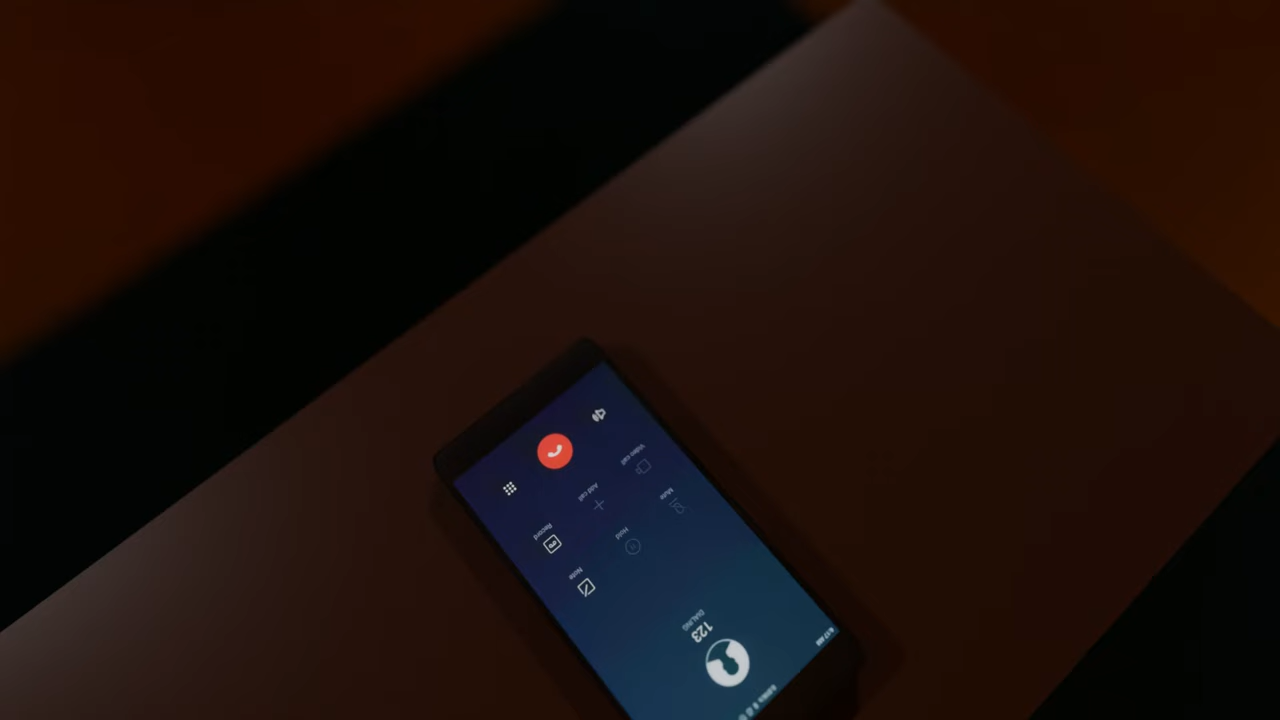 123
DIALING
Note
Hold
Mute
Record
Add call
Video call